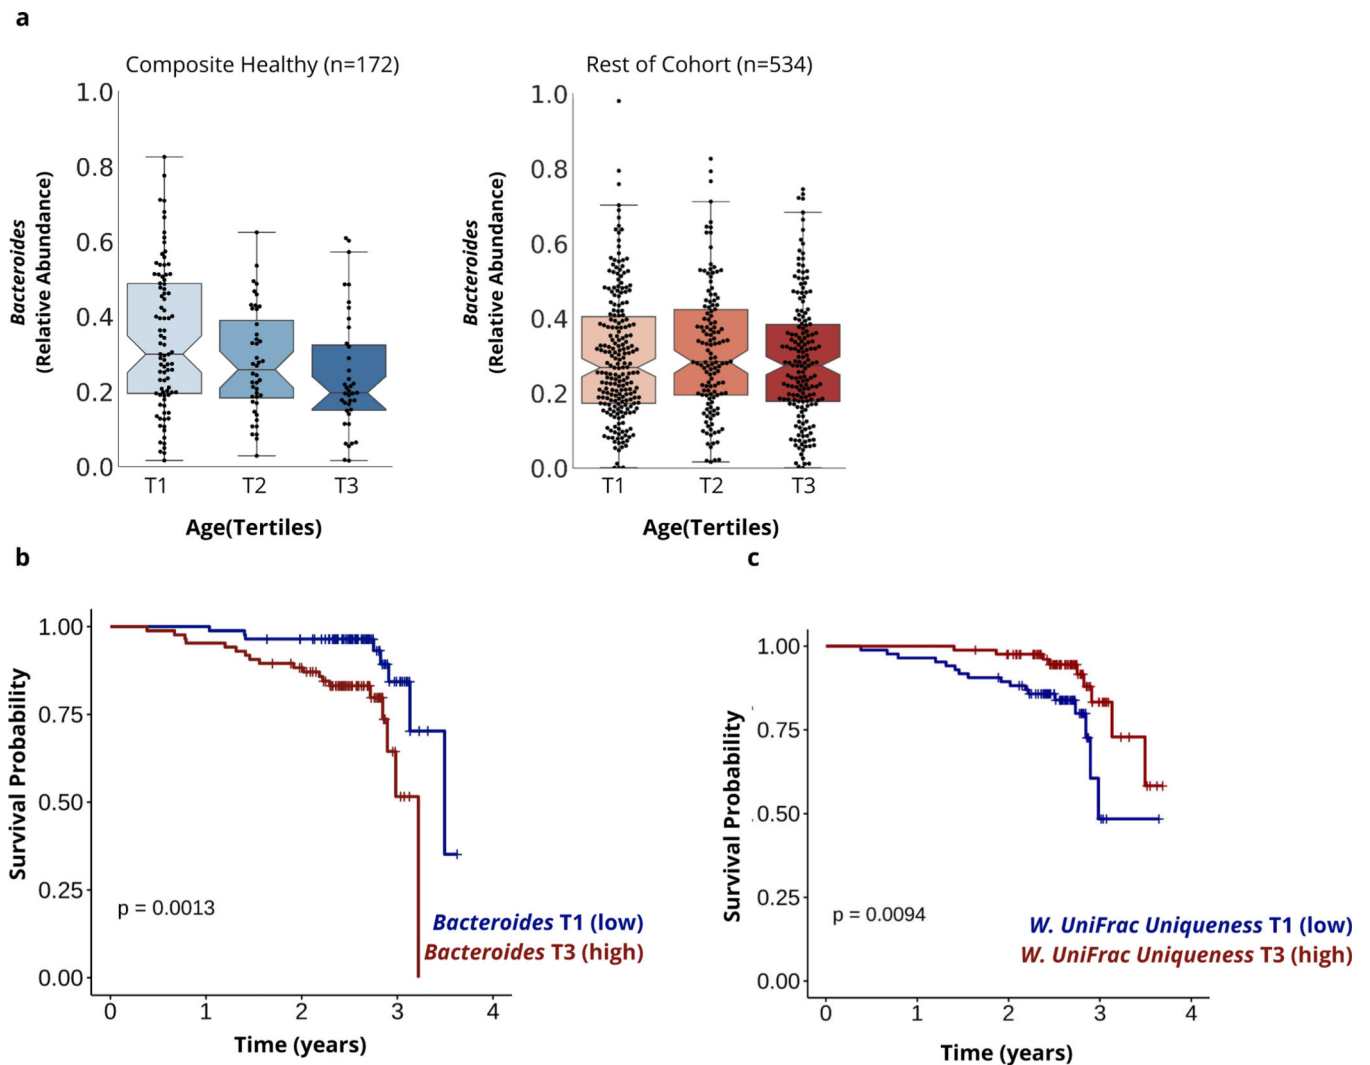 a
Composite Healthy (n=172)
Rest of Cohort (n=534)
Bacteroides
(Relative Abundance)
1.0
0.8
0.6
0.4
0.2
0.0
T1 T2 T3
Age(Tertiles)
Bacteroides
(Relative Abundance)
1.0
0.8
0.6
0.4
0.2
0.0
T1 T2 T3
Age(Tertiles)
b
Survival Probability
1.00
0.75
0.50
0.25
0.00
p = 0.0013
Bacteroides T1 (low)
Bacteroides T3 (high)
0 1 2 3 4
Time (years)
c
Survival Probability
1.00
0.75
0.50
0.25
0.00
p = 0.0094
W. UniFrac Uniqueness T1 (low)
W. UniFrac Uniqueness T3 (high)
0 1 2 3 4
Time (years)